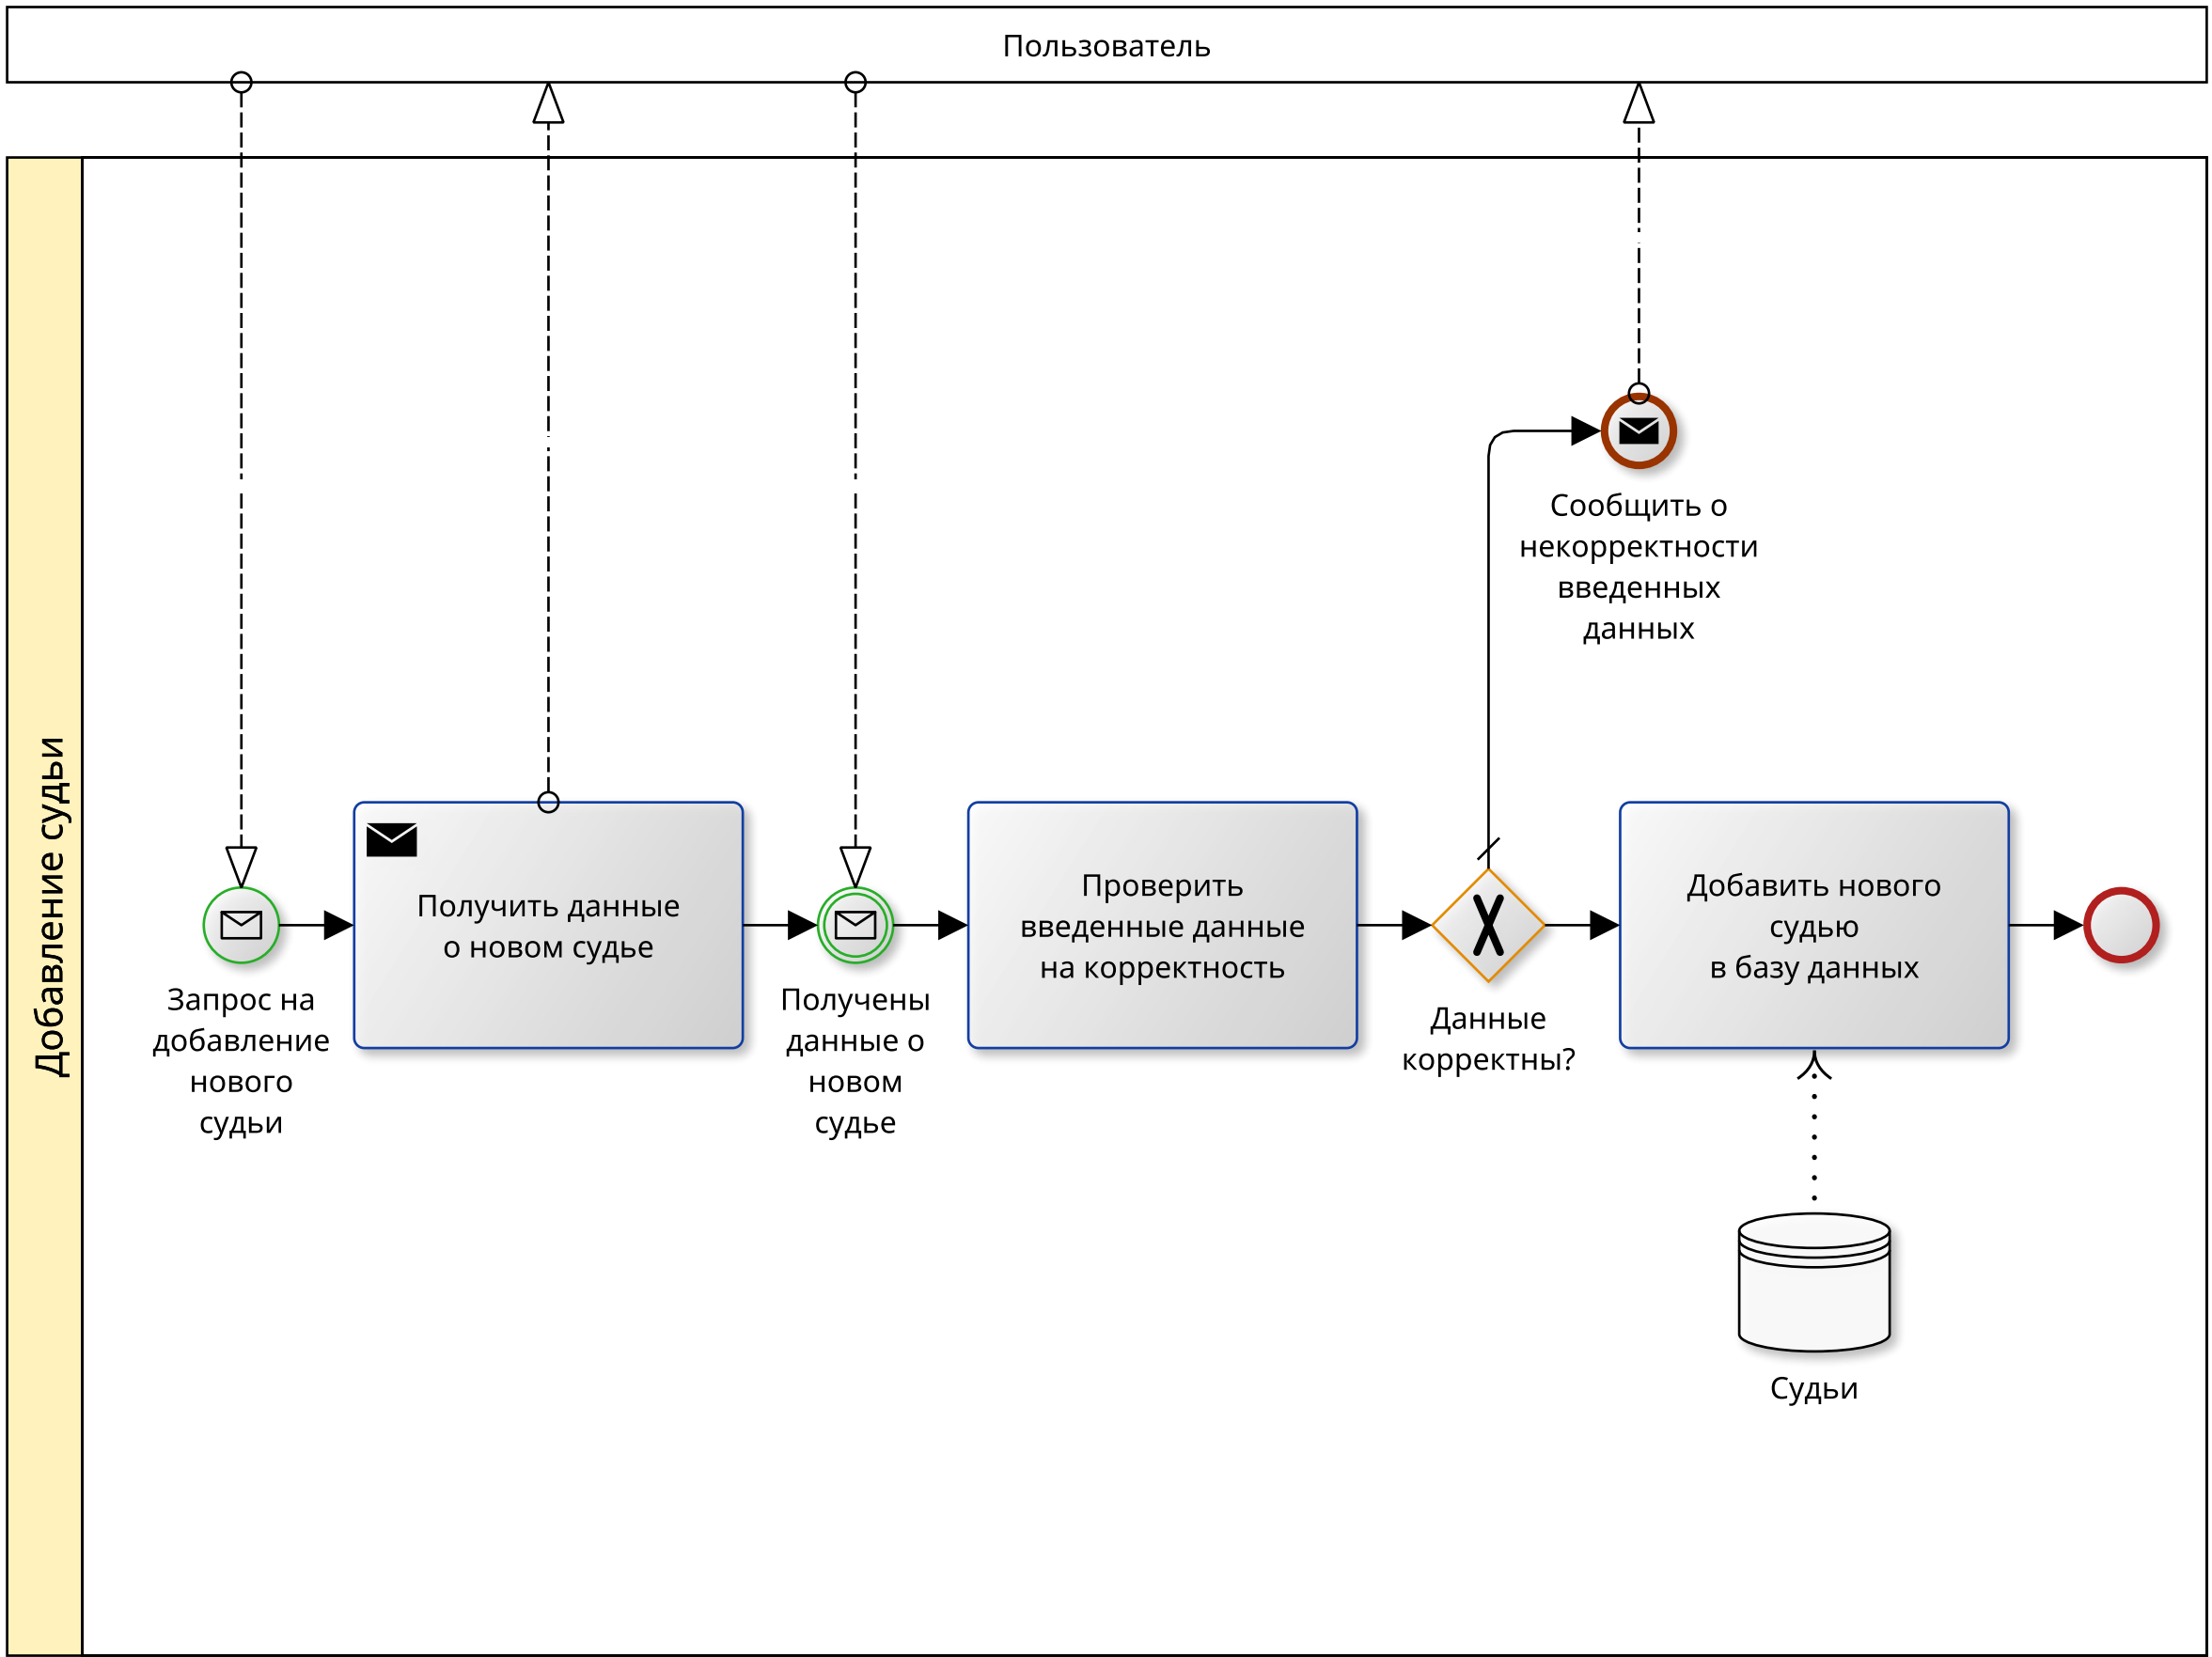 Пользователь
Добавление судьи
Запрос на
добавление
нового
судьи
Получить данные
о новом судье
Получены
данные о
новом
судье
Проверить
введенные данные
на корректность
Данные
корректны?
Сообщить о
некорректности
введенных
данных
Добавить нового
судью
в базу данных
Судьи